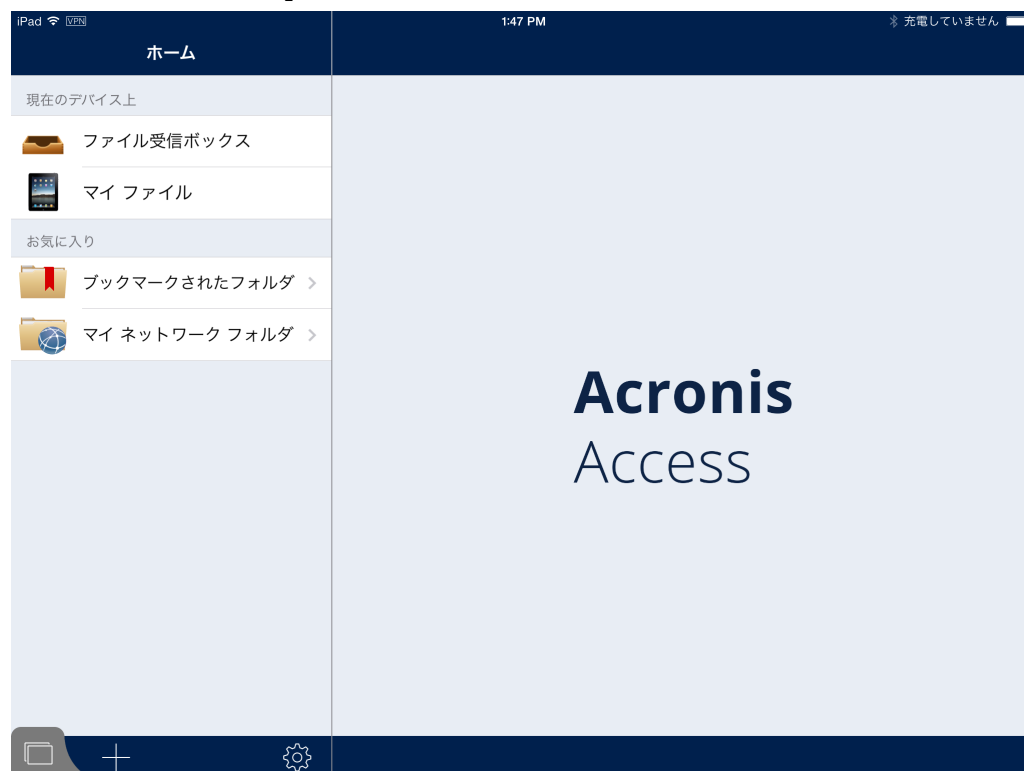 iPad VPN 1:47 PM 充電していません
ホーム
現在のデバイス上
ファイル受信ボックス
マイ ファイル
お気に入り
ブックマークされたフォルダ
マイ ネットワーク フォルダ
Acronis
Access